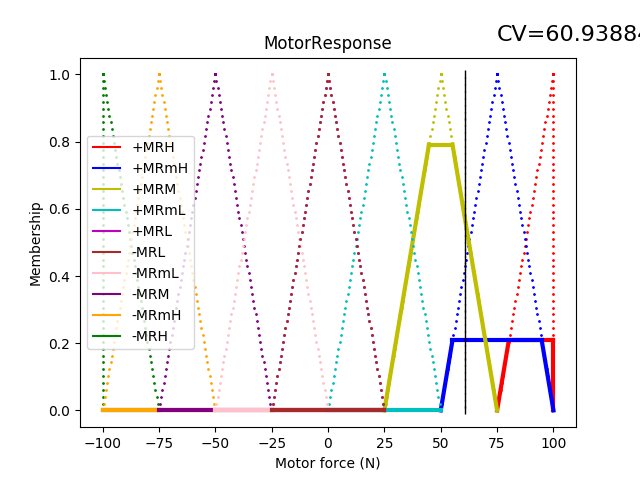 CV=60.93884
MotorResponse
1.0
0.8
0.6
0.4
0.2
0.0
Membership
+MRH
+MRmH
+MRM
+MRmL
+MRL
-MRL
-MRmL
-MRM
-MRmH
-MRH
−100 −75 −50 −25 0 25 50 75 100
Motor force (N)